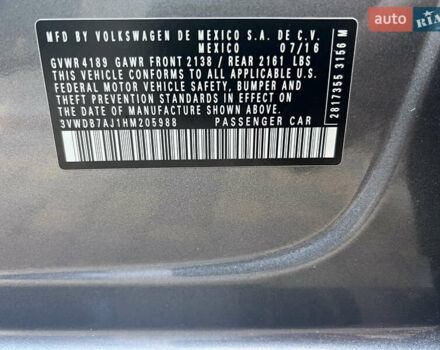 MFD BY VOLKSWAGEN DE MEXICO S.A. DE C.V.
MEXICO 07/16
GVWR 4189 GAWR FRONT 2138 / REAR 2161 LBS
THIS VEHICLE CONFORMS TO ALL APPLICABLE U.S.
FEDERAL MOTOR VEHICLE SAFETY, BUMPER AND
THEFT PREVENTION STANDARDS IN EFFECT ON
THE DATE OF MANUFACTURE SHOWN ABOVE.
3VWDB7AJ1HM205988 PASSENGER CAR
2817355 3156 M
auto RIA